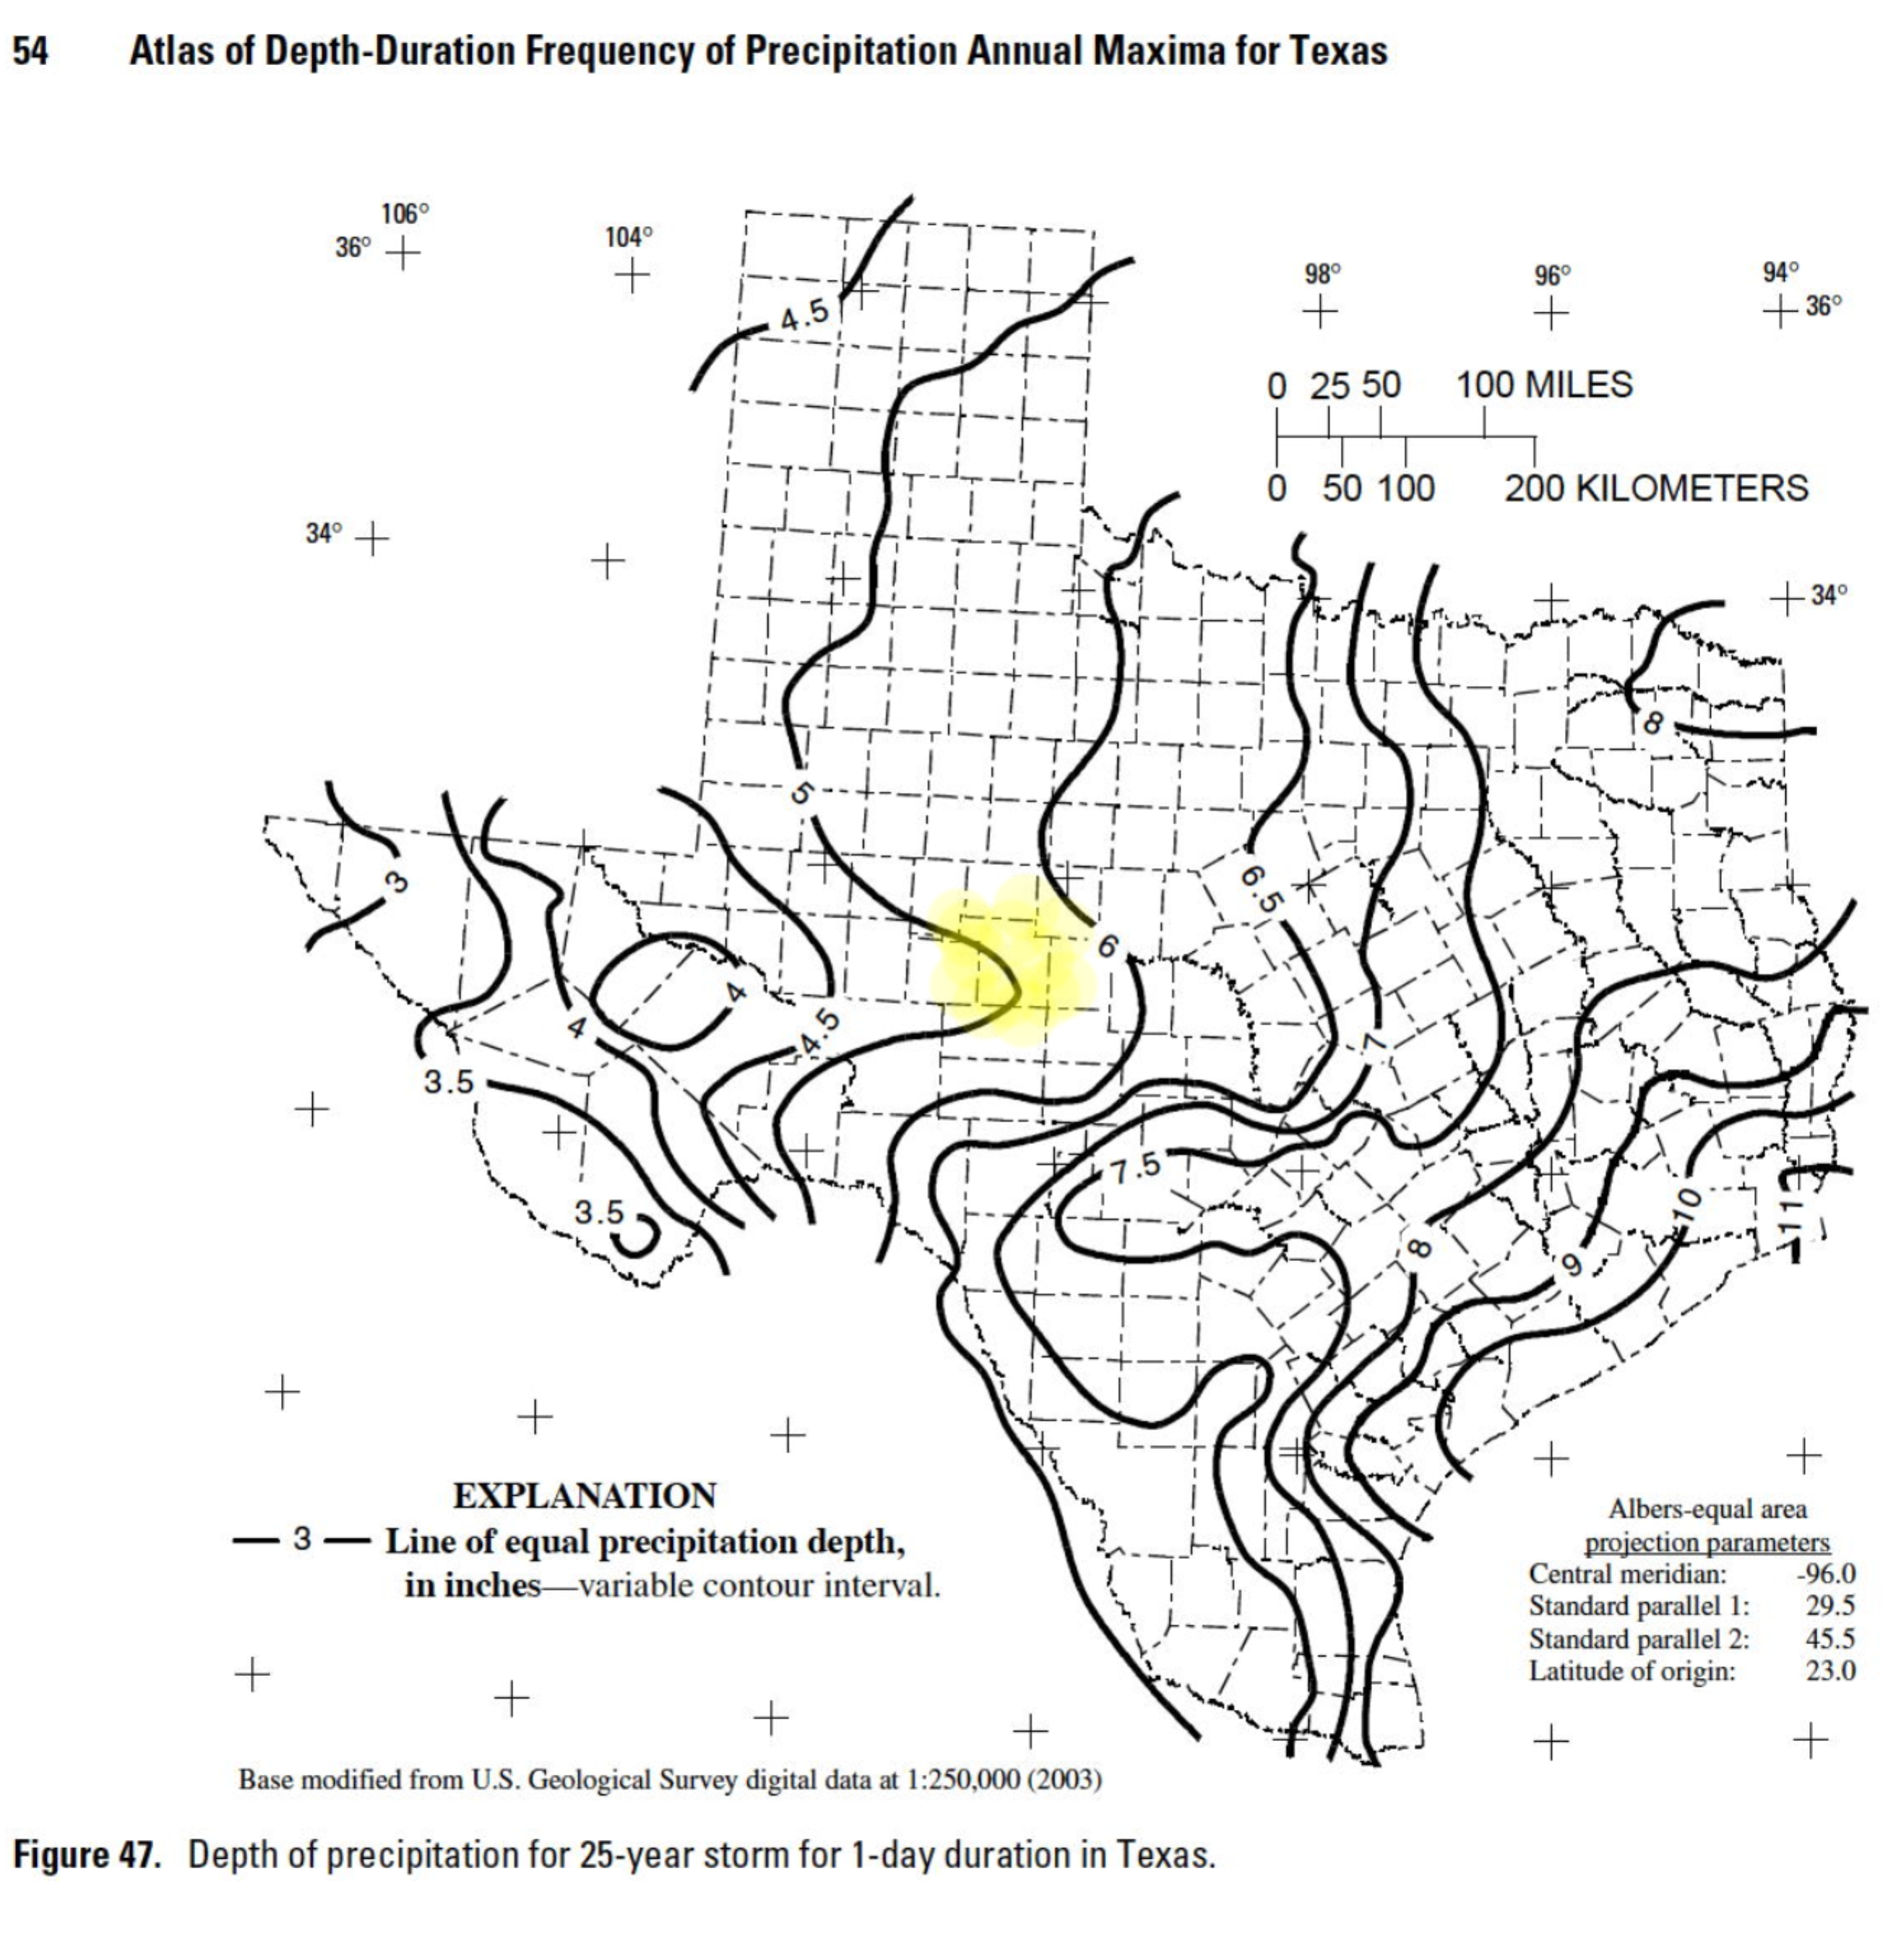 54 Atlas of Depth-Duration Frequency of Precipitation Annual Maxima for Texas
106°
36°
104°
98° 96° 94°
36°
4.5
0 25 50 100 MILES
0 50 100 200 KILOMETERS
34°
34°
8
5
3
6.5
6
4
4
4.5
7
3.5
7.5
3.5
10
11
8
9
EXPLANATION
3 Line of equal precipitation depth,
in inches—variable contour interval.
Albers-equal area
projection parameters
Central meridian: -96.0
Standard parallel 1: 29.5
Standard parallel 2: 45.5
Latitude of origin: 23.0
Base modified from U.S. Geological Survey digital data at 1:250,000 (2003)
Figure 47. Depth of precipitation for 25-year storm for 1-day duration in Texas.